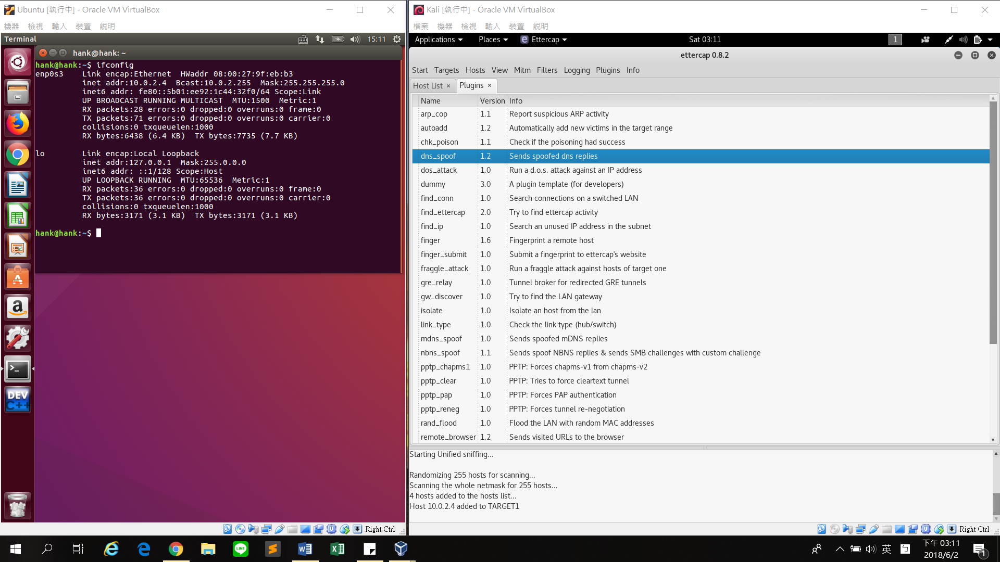 Ubuntu [執行中] - Oracle VM VirtualBox
機器 檢視 輸入 裝置 說明
Terminal
15:11
hank@hank: ~
hank@hank:~$ ifconfig
enp0s3 Link encap:Ethernet HWaddr 08:00:27:9f:eb:b3
inet addr:10.0.2.4 Bcast:10.0.2.255 Mask:255.255.255.0
inet6 addr: fe80::5b01:ee92:1c44:32f0/64 Scope:Link
UP BROADCAST RUNNING MULTICAST MTU:1500 Metric:1
RX packets:28 errors:0 dropped:0 overruns:0 frame:0
TX packets:71 errors:0 dropped:0 overruns:0 carrier:0
collisions:0 txqueuelen:1000
RX bytes:6438 (6.4 KB) TX bytes:7735 (7.7 KB)
lo Link encap:Local Loopback
inet addr:127.0.0.1 Mask:255.0.0.0
inet6 addr: ::1/128 Scope:Host
UP LOOPBACK RUNNING MTU:65536 Metric:1
RX packets:36 errors:0 dropped:0 overruns:0 frame:0
TX packets:36 errors:0 dropped:0 overruns:0 carrier:0
collisions:0 txqueuelen:1000
RX bytes:3171 (3.1 KB) TX bytes:3171 (3.1 KB)
hank@hank:~$
DEV
C++
Right Ctrl
Kali [執行中] - Oracle VM VirtualBox
檔案 機器 檢視 輸入 裝置 說明
Applications Places Ettercap Sat 03:11 1
ettercap 0.8.2
Start Targets Hosts View Mitm Filters Logging Plugins Info
Host List × Plugins ×
Name Version Info
arp_cop 1.1 Report suspicious ARP activity
autoadd 1.2 Automatically add new victims in the target range
chk_poison 1.1 Check if the poisoning had success
dns_spoof 1.2 Sends spoofed dns replies
dos_attack 1.0 Run a d.o.s. attack against an IP address
dummy 3.0 A plugin template (for developers)
find_conn 1.0 Search connections on a switched LAN
find_ettercap 2.0 Try to find ettercap activity
find_ip 1.0 Search an unused IP address in the subnet
finger 1.6 Fingerprint a remote host
finger_submit 1.0 Submit a fingerprint to ettercap's website
fraggle_attack 1.0 Run a fraggle attack against hosts of target one
gre_relay 1.0 Tunnel broker for redirected GRE tunnels
gw_discover 1.0 Try to find the LAN gateway
isolate 1.0 Isolate an host from the lan
link_type 1.0 Check the link type (hub/switch)
mdns_spoof 1.0 Sends spoofed mDNS replies
nbns_spoof 1.1 Sends spoof NBNS replies & sends SMB challenges with custom challenge
pptp_chapms1 1.0 PPTP: Forces chapms-v1 from chapms-v2
pptp_clear 1.0 PPTP: Tries to force cleartext tunnel
pptp_pap 1.0 PPTP: Forces PAP authentication
pptp_reneg 1.0 PPTP: Forces tunnel re-negotiation
rand_flood 1.0 Flood the LAN with random MAC addresses
remote_browser 1.2 Sends visited URLs to the browser
Starting Unified sniffing...
Randomizing 255 hosts for scanning...
Scanning the whole netmask for 255 hosts...
4 hosts added to the hosts list...
Host 10.0.2.4 added to TARGET1
Right Ctrl
LINE
英 下午 03:11
2018/6/2
1